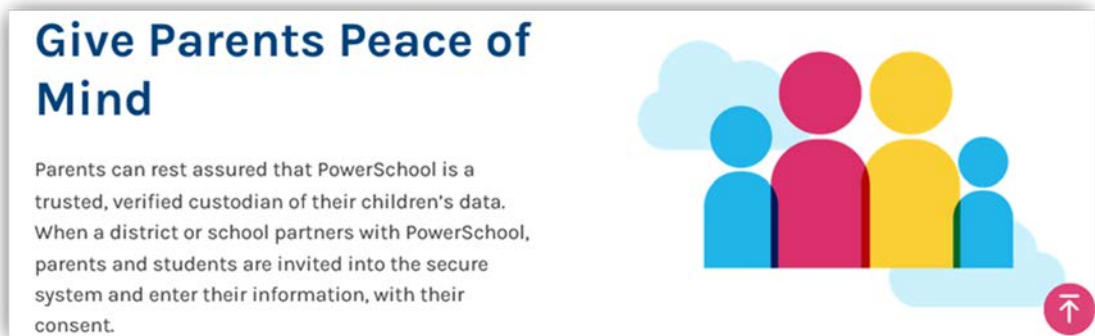 Give Parents Peace of
Mind
Parents can rest assured that PowerSchool is a
trusted, verified custodian of their children's data.
When a district or school partners with PowerSchool,
parents and students are invited into the secure
system and enter their information, with their
consent.